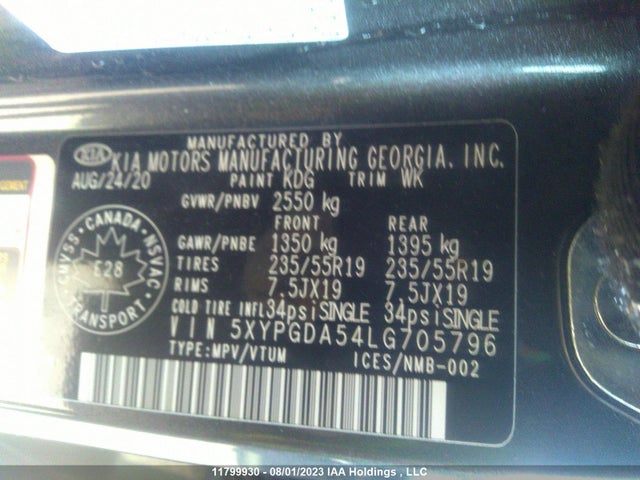 MANUFACTURED BY
KIA KIA MOTORS MANUFACTURING GEORGIA, INC.
AUG/24/20 PAINT KDG TRIM WK
GVWR/PNBV 2550 kg
FRONT REAR
GAWR/PNBE 1350 kg 1395 kg
TIRES 235/55R19 235/55R19
RIMS 7.5JX19 7.5JX19
COLD TIRE INFL 34psi SINGLE 34psi SINGLE
VIN 5XYPGDA54LG705796
TYPE:MPV/VTUM ICES/NMB-002
CMVSS • CANADA • NSVAC
E28
• TRANSPORT •
11799930 - 08/01/2023 IAA Holdings , LLC